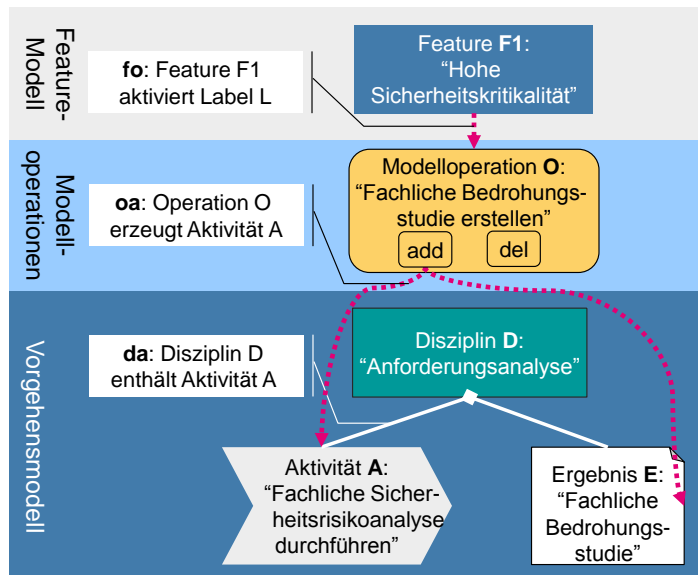 Feature-
Modell
fo: Feature F1
aktiviert Label L
Feature F1:
“Hohe
Sicherheitskritikalität”
Modell-
operationen
oa: Operation O
erzeugt Aktivität A
Modelloperation O:
“Fachliche Bedrohungs-
studie erstellen”
add
del
Vorgehensmodell
da: Disziplin D
enthält Aktivität A
Disziplin D:
“Anforderungsanalyse”
Aktivität A:
“Fachliche Sicher-
heitsrisikoanalyse
durchführen”
Ergebnis E:
“Fachliche
Bedrohungs-
studie”